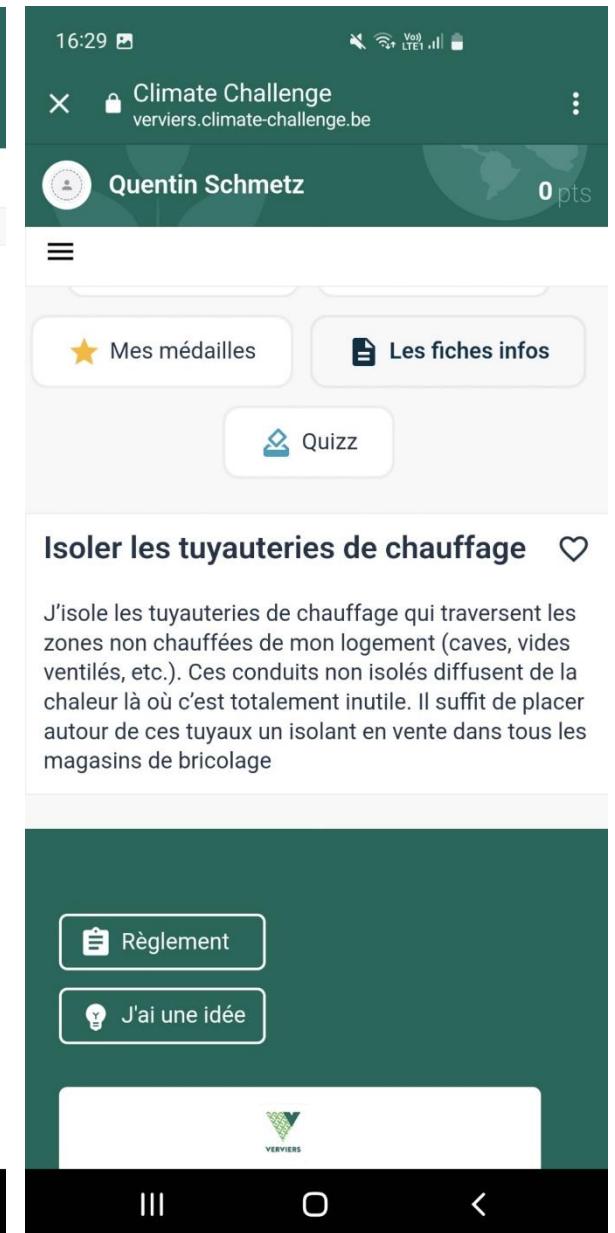 16:29
Vo))
LTE1
Climate Challenge
verviers.climate-challenge.be
Quentin Schmetz
0 pts
Mes médailles
Les fiches infos
Quizz
Isoler les tuyauteries de chauffage
J'isole les tuyauteries de chauffage qui traversent les
zones non chauffées de mon logement (caves, vides
ventilés, etc.). Ces conduits non isolés diffusent de la
chaleur là où c'est totalement inutile. Il suffit de placer
autour de ces tuyaux un isolant en vente dans tous les
magasins de bricolage
Règlement
J'ai une idée
VERVIERS